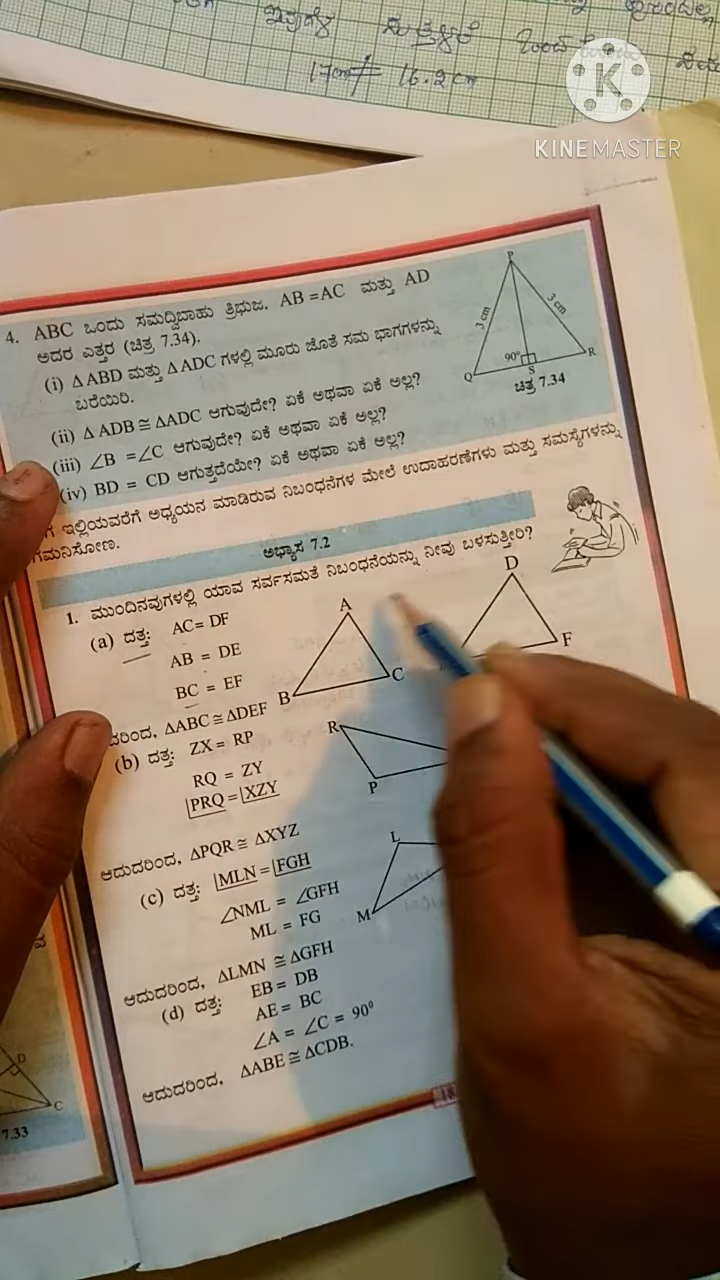 ಇವುಗಳ
17cm ≠ 16.2cm
K
KINEMASTER
4. ABC ಒಂದು ಸಮದ್ವಿಬಾಹು ತ್ರಿಭುಜ. AB =AC ಮತ್ತು AD
ಅದರ ಎತ್ತರ (ಚಿತ್ರ 7.34).
(i) Δ ABD ಮತ್ತು Δ ADC ಗಳಲ್ಲಿ ಮೂರು ಜೊತೆ ಸಮ ಭಾಗಗಳನ್ನು
ಬರೆಯಿರಿ.
(ii) Δ ADB ≅ ΔADC ಆಗುವುದೇ? ಏಕೆ ಅಥವಾ ಏಕೆ ಅಲ್ಲ?
(iii) ∠B =∠C ಆಗುವುದೇ? ಏಕೆ ಅಥವಾ ಏಕೆ ಅಲ್ಲ?
(iv) BD = CD ಆಗುತ್ತದೆಯೇ? ಏಕೆ ಅಥವಾ ಏಕೆ ಅಲ್ಲ?
P
3 cm
3 cm
90°
Q
S
R
ಚಿತ್ರ 7.34
ಗ ಇಲ್ಲಿಯವರೆಗೆ ಅಧ್ಯಯನ ಮಾಡಿರುವ ನಿಬಂಧನೆಗಳ ಮೇಲೆ ಉದಾಹರಣೆಗಳು ಮತ್ತು ಸಮಸ್ಯೆಗಳನ್ನು
ಗಮನಿಸೋಣ.
ಅಭ್ಯಾಸ 7.2
1. ಮುಂದಿನವುಗಳಲ್ಲಿ ಯಾವ ಸರ್ವಸಮತೆ ನಿಬಂಧನೆಯನ್ನು ನೀವು ಬಳಸುತ್ತೀರಿ?
(a) ದತ್ತ: AC= DF
AB = DE
BC = EF
A
B
C
D
F
ದರಿಂದ, ΔABC ≅ ΔDEF
(b) ದತ್ತ: ZX = RP
RQ = ZY
∠PRQ = ∠XZY
R
P
ಆದುದರಿಂದ, ΔPQR ≅ ΔXYZ
(c) ದತ್ತ: ∠MLN = ∠FGH
∠NML = ∠GFH
ML = FG
L
M
ಆದುದರಿಂದ, ΔLMN ≅ ΔGFH
(d) ದತ್ತ: EB = DB
AE = BC
∠A = ∠C = 90⁰
ಆದುದರಿಂದ, ΔABE ≅ ΔCDB.
D
C
7.33